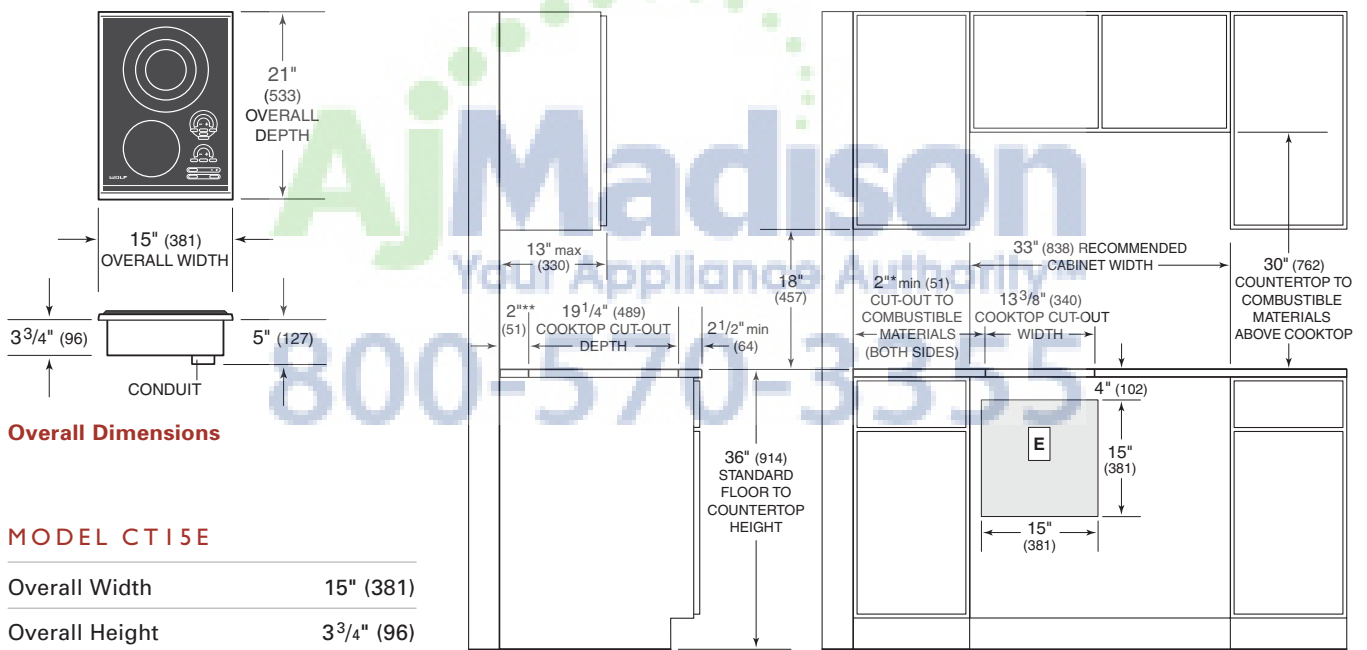 21"
(533)
OVERALL
DEPTH
15" (381)
OVERALL WIDTH
WOLF
3 3/4" (96)
5" (127)
CONDUIT
Overall Dimensions
MODEL CT15E
Overall Width 15" (381)
Overall Height 3 3/4" (96)
AjMadison
Your Appliance Authority™
800-570-3355
13" max
(330)
2"**
(51)
19 1/4" (489)
COOKTOP CUT-OUT
DEPTH
2 1/2" min
(64)
18"
(457)
36" (914)
STANDARD
FLOOR TO
COUNTERTOP
HEIGHT
33" (838) RECOMMENDED
CABINET WIDTH
2"* min (51)
CUT-OUT TO
COMBUSTIBLE
MATERIALS
(BOTH SIDES)
13 3/8" (340)
COOKTOP CUT-OUT
WIDTH
30" (762)
COUNTERTOP TO
COMBUSTIBLE
MATERIALS
ABOVE COOKTOP
4" (102)
E
15"
(381)
15"
(381)